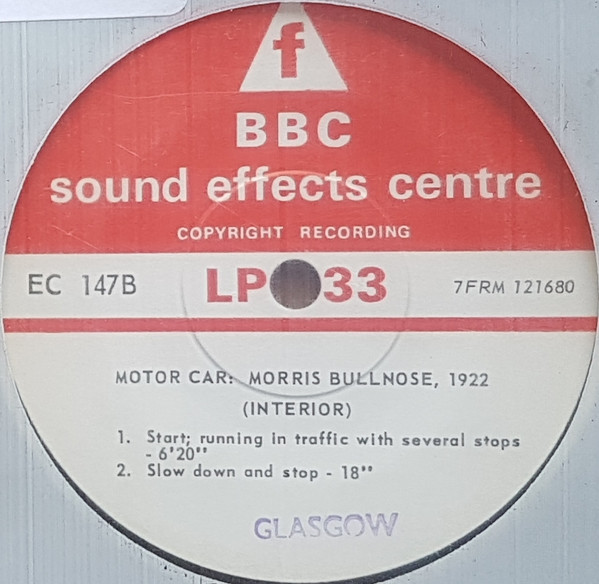 f
BBC
sound effects centre
COPYRIGHT RECORDING
EC 147B LP 33 7FRM 121680
MOTOR CAR: MORRIS BULLNOSE, 1922
(INTERIOR)
1. Start; running in traffic with several stops
- 6'20"
2. Slow down and stop - 18"
GLASGOW